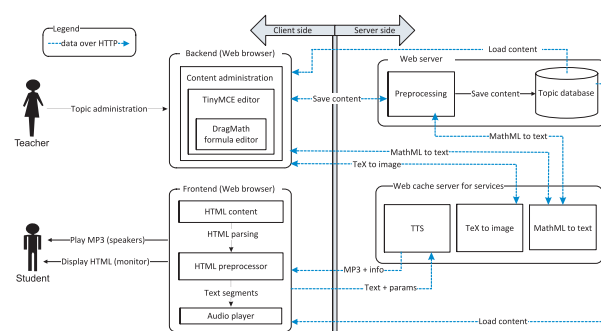 Legend
data over HTTP
Client side
Server side
Load content
Backend (Web browser)
Content administration
TinyMCE editor
DragMath
formula editor
Teacher
Topic administration
Save content
Web server
Preprocessing
Save content
Topic database
MathML to text
MathML to text
TeX to image
Frontend (Web browser)
HTML content
HTML parsing
HTML preprocessor
Text segments
Audio player
Play MP3 (speakers)
Display HTML (monitor)
Student
Web cache server for services
TTS
TeX to image
MathML to text
MP3 + info
Text + params
Load content